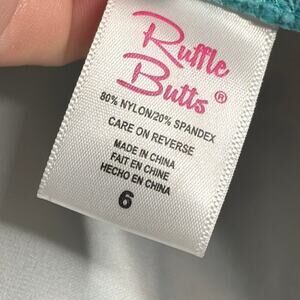 Ruffle
Butts®
80% NYLON/20% SPANDEX
CARE ON REVERSE
MADE IN CHINA
FAIT EN CHINE
HECHO EN CHINA
6